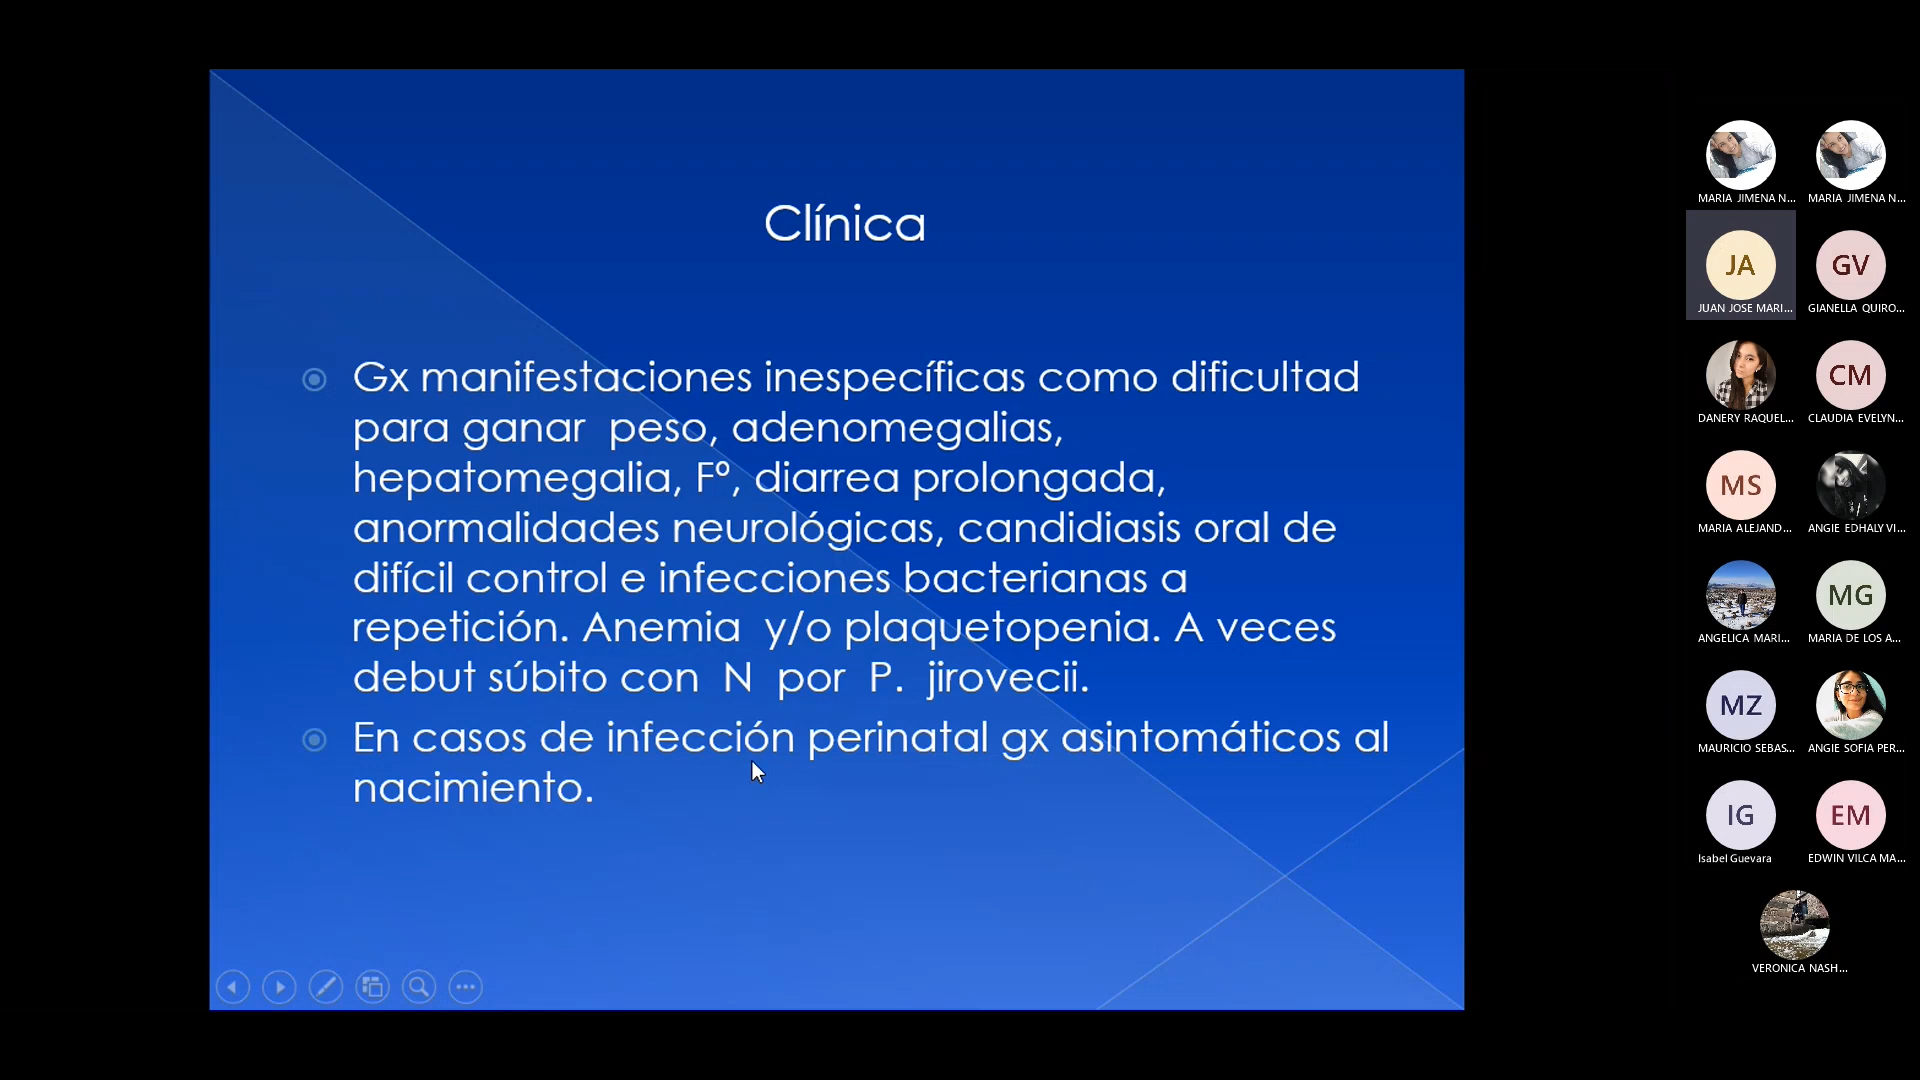 Clínica
Gx manifestaciones inespecíficas como dificultad
para ganar  peso, adenomegalias,
hepatomegalia, Fº, diarrea prolongada,
anormalidades neurológicas, candidiasis oral de
difícil control e infecciones bacterianas a
repetición. Anemia  y/o plaquetopenia. A veces
debut súbito con  N  por  P.  jirovecii.
En casos de infección perinatal gx asintomáticos al
nacimiento.
MARIA JIMENA N...
MARIA JIMENA N...
JA
JUAN JOSE MARI...
GV
GIANELLA QUIRO...
DANERY RAQUEL...
CM
CLAUDIA EVELYN...
MS
MARIA ALEJAND...
ANGIE EDHALY VI...
ANGELICA MARI...
MG
MARIA DE LOS A...
MZ
MAURICIO SEBAS...
ANGIE SOFIA PER...
IG
Isabel Guevara
EM
EDWIN VILCA MA...
VERONICA NASH...